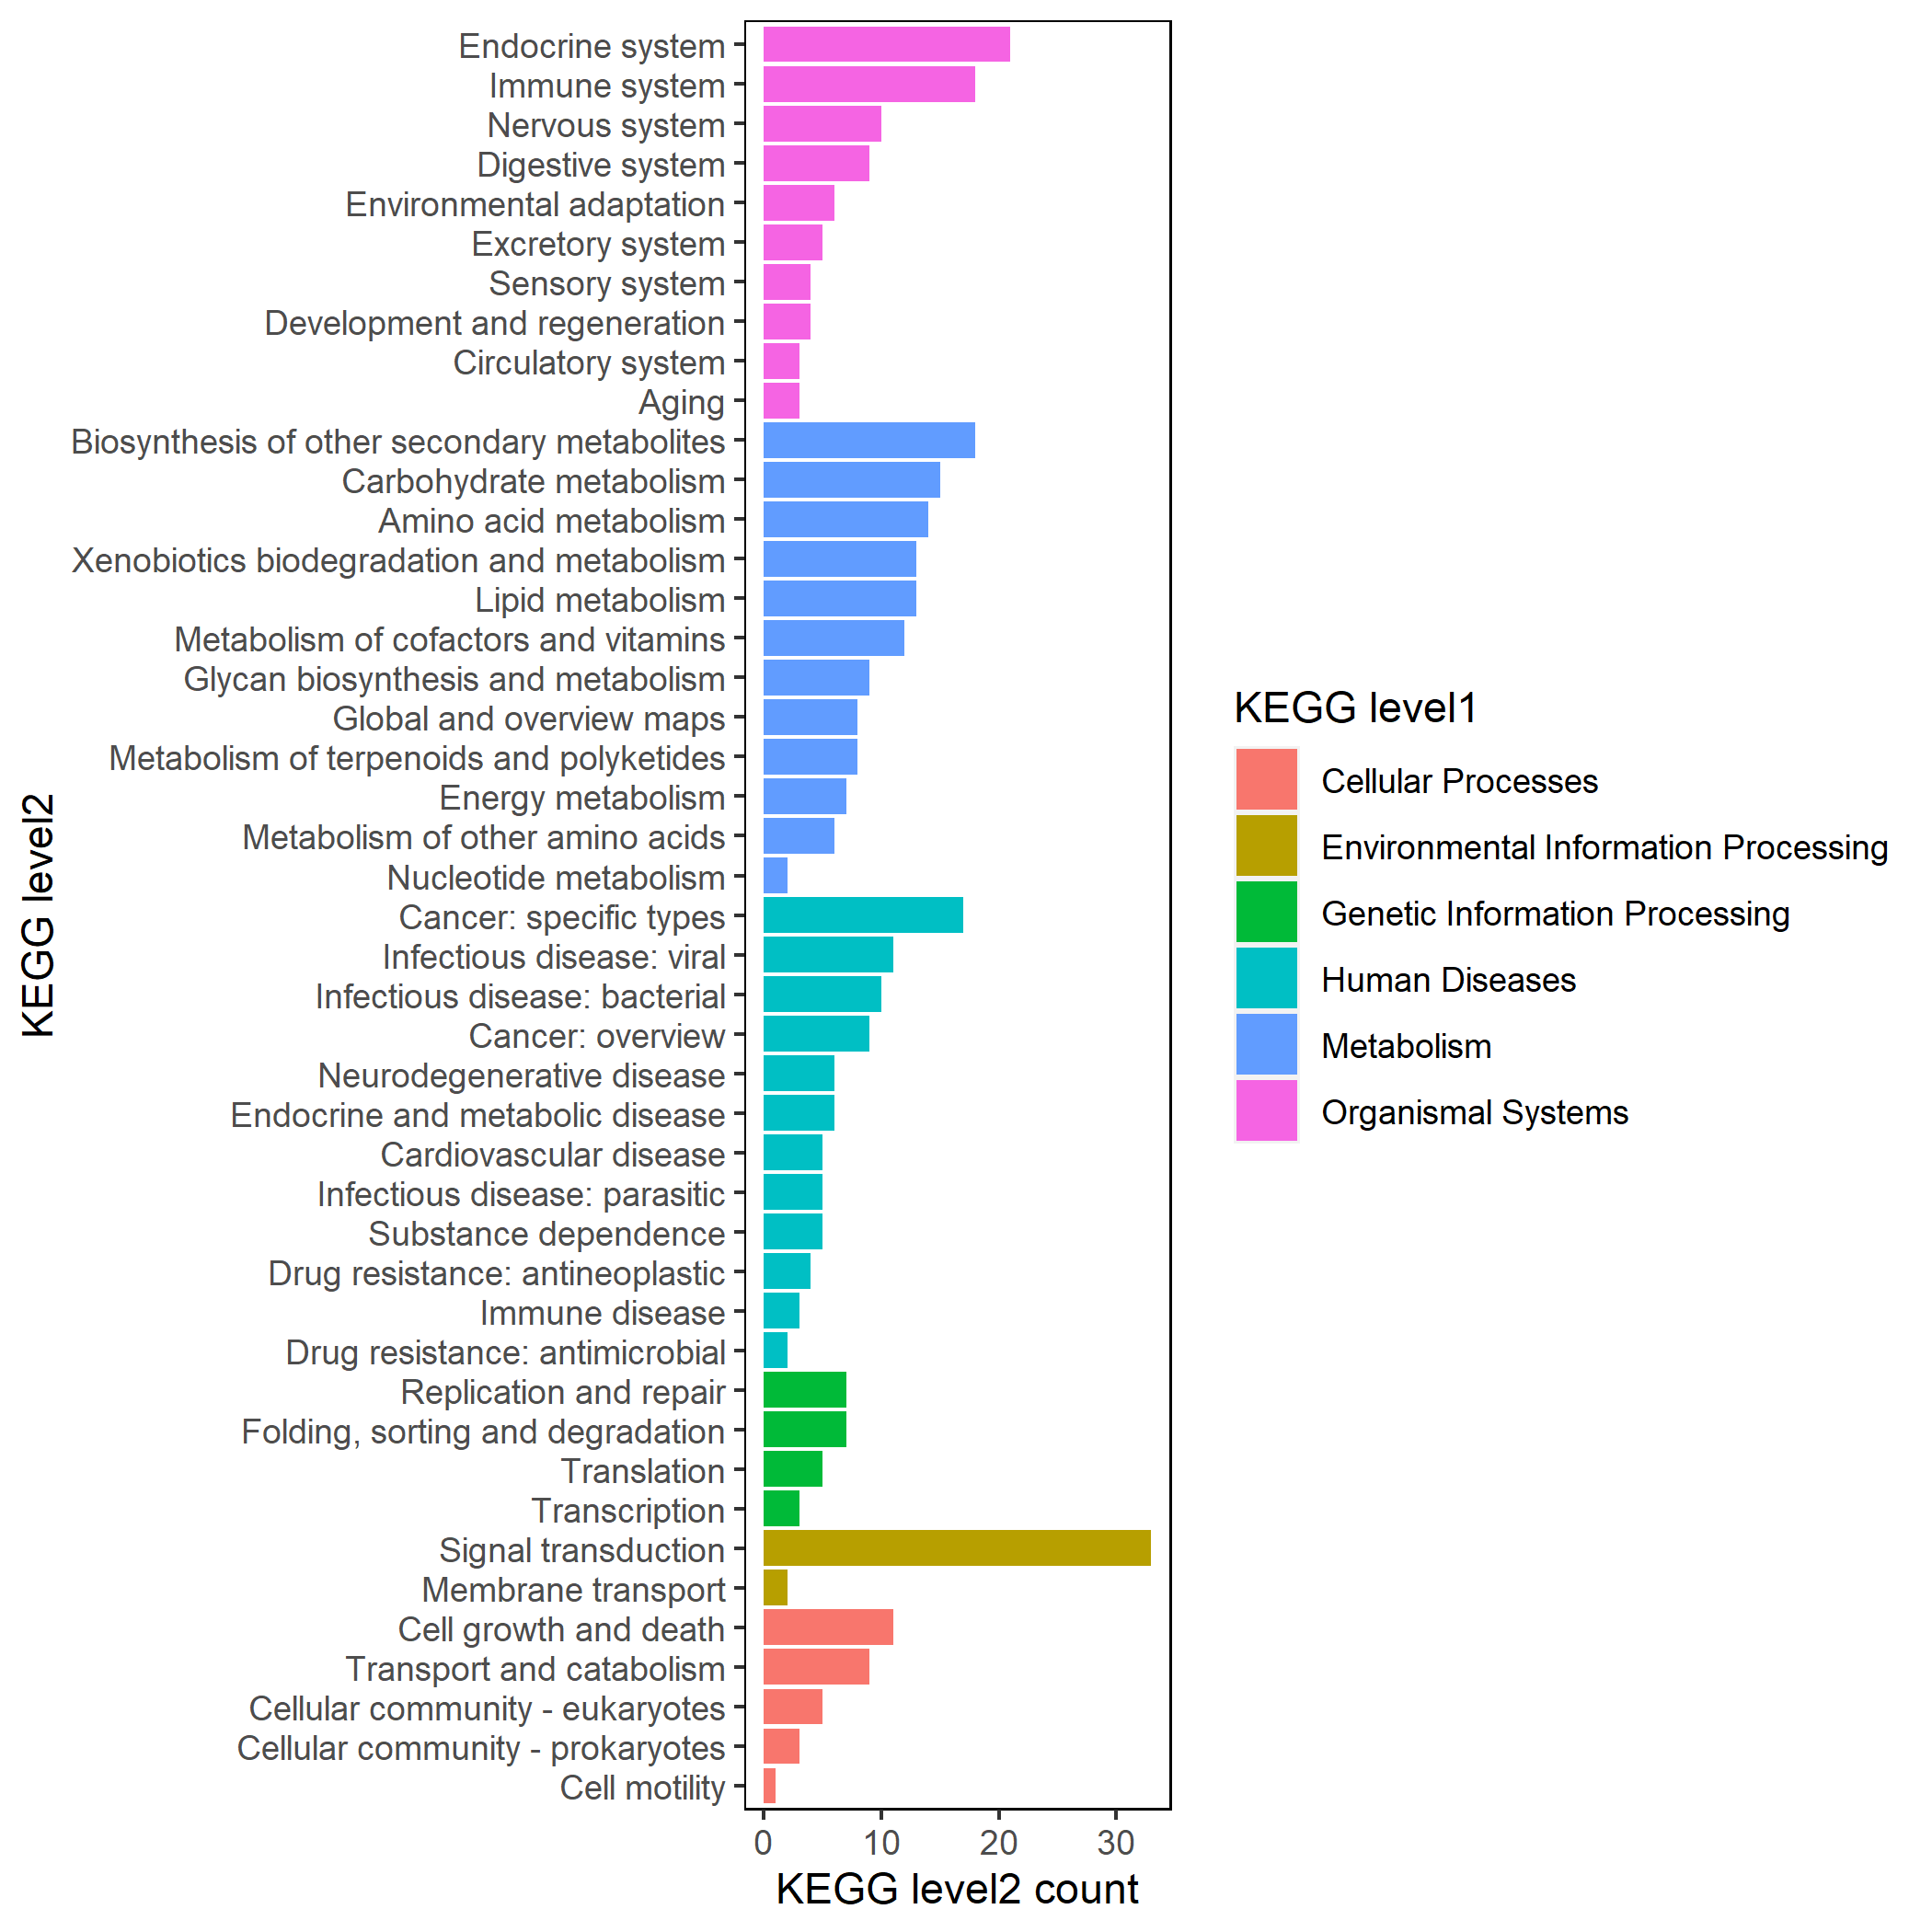 Endocrine system
Immune system
Nervous system
Digestive system
Environmental adaptation
Excretory system
Sensory system
Development and regeneration
Circulatory system
Aging
Biosynthesis of other secondary metabolites
Carbohydrate metabolism
Amino acid metabolism
Xenobiotics biodegradation and metabolism
Lipid metabolism
Metabolism of cofactors and vitamins
Glycan biosynthesis and metabolism
Global and overview maps
Metabolism of terpenoids and polyketides
Energy metabolism
Metabolism of other amino acids
Nucleotide metabolism
Cancer: specific types
Infectious disease: viral
Infectious disease: bacterial
Cancer: overview
Neurodegenerative disease
Endocrine and metabolic disease
Cardiovascular disease
Infectious disease: parasitic
Substance dependence
Drug resistance: antineoplastic
Immune disease
Drug resistance: antimicrobial
Replication and repair
Folding, sorting and degradation
Translation
Transcription
Signal transduction
Membrane transport
Cell growth and death
Transport and catabolism
Cellular community - eukaryotes
Cellular community - prokaryotes
Cell motility
KEGG level2
0 10 20 30
KEGG level2 count
KEGG level1
Cellular Processes
Environmental Information Processing
Genetic Information Processing
Human Diseases
Metabolism
Organismal Systems